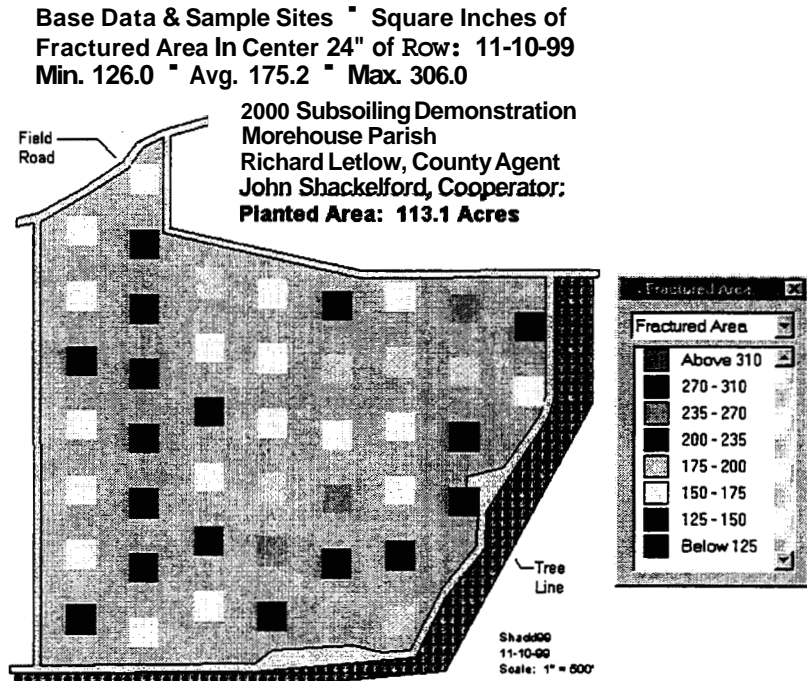 Base Data & Sample Sites - Square Inches of
Fractured Area In Center 24" of Row: 11-10-99
Min. 126.0 - Avg. 175.2 - Max. 306.0
2000 Subsoiling Demonstration
Morehouse Parish
Richard Letlow, County Agent
John Shackelford, Cooperator:
Planted Area: 113.1 Acres
Field
Road
Fractured Area
Fractured Area
Above 310
270 - 310
235 - 270
200 - 235
175 - 200
150 - 175
125 - 150
Below 125
Tree
Line
Shadd99
11-10-99
Scale: 1" = 600'